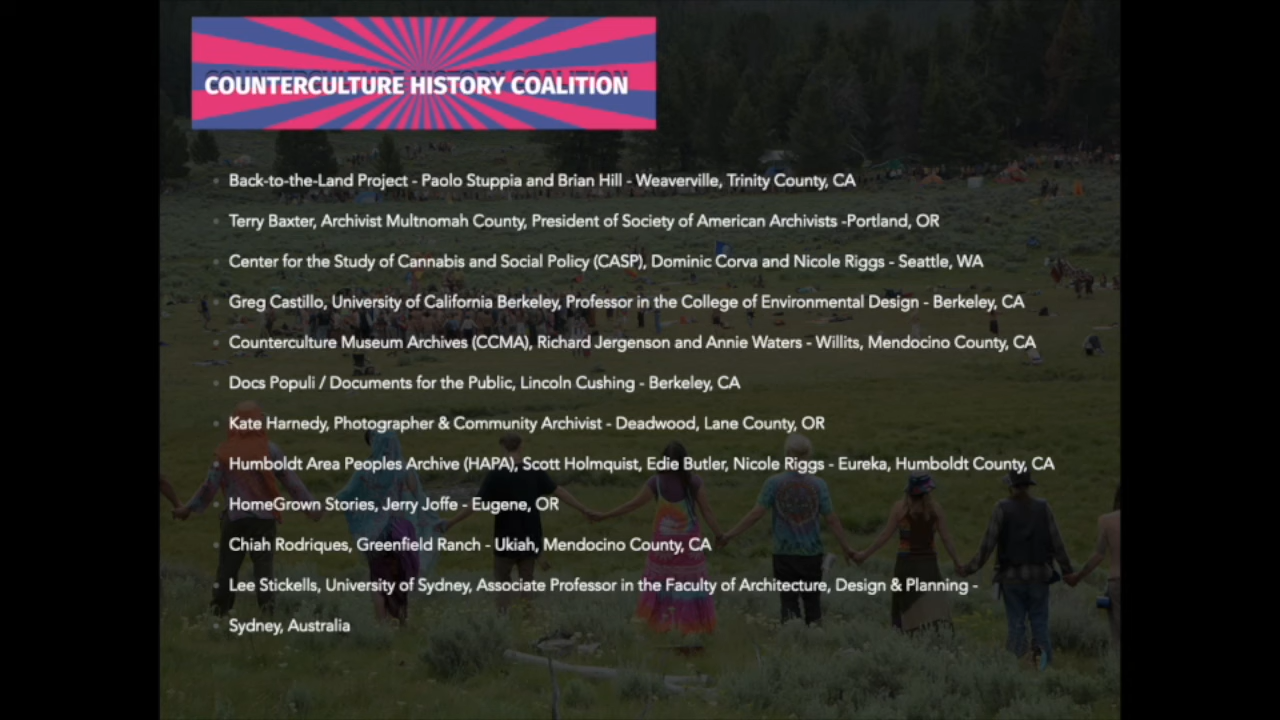 COUNTERCULTURE HISTORY COALITION
Back-to-the-Land Project - Paolo Stuppia and Brian Hill - Weaverville, Trinity County, CA
Terry Baxter, Archivist Multnomah County, President of Society of American Archivists -Portland, OR
Center for the Study of Cannabis and Social Policy (CASP), Dominic Corva and Nicole Riggs - Seattle, WA
Greg Castillo, University of California Berkeley, Professor in the College of Environmental Design - Berkeley, CA
Counterculture Museum Archives (CCMA), Richard Jergenson and Annie Waters - Willits, Mendocino County, CA
Docs Populi / Documents for the Public, Lincoln Cushing - Berkeley, CA
Kate Harnedy, Photographer & Community Archivist - Deadwood, Lane County, OR
Humboldt Area Peoples Archive (HAPA), Scott Holmquist, Edie Butler, Nicole Riggs - Eureka, Humboldt County, CA
HomeGrown Stories, Jerry Joffe - Eugene, OR
Chiah Rodriques, Greenfield Ranch - Ukiah, Mendocino County, CA
Lee Stickells, University of Sydney, Associate Professor in the Faculty of Architecture, Design & Planning -
Sydney, Australia